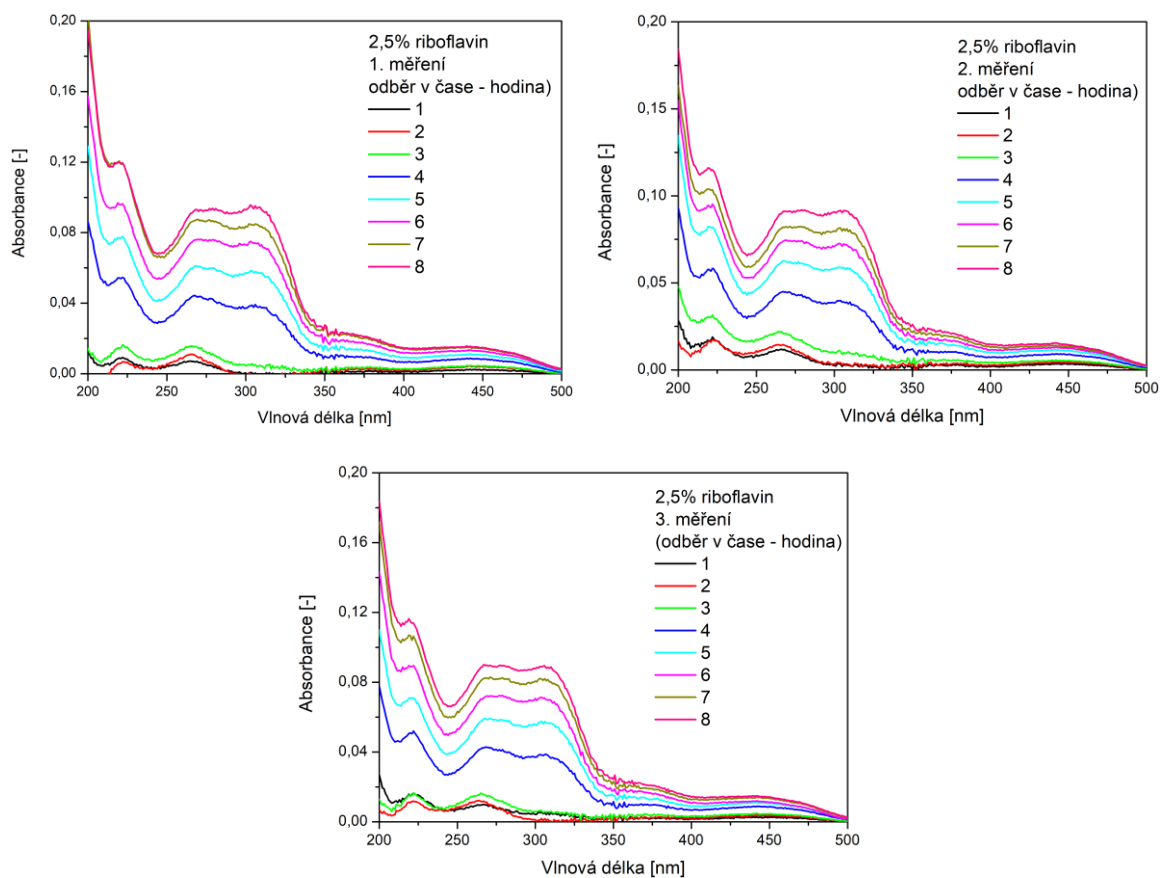 0,20
0,16
0,12
0,08
0,04
0,00
Absorbance [-]
200 250 300 350 400 450 500
Vlnová délka [nm]
2,5% riboflavin
1. měření
odběr v čase - hodina)
1
2
3
4
5
6
7
8
0,20
0,15
0,10
0,05
0,00
Absorbance [-]
200 250 300 350 400 450 500
Vlnová délka [nm]
2,5% riboflavin
2. měření
odběr v čase - hodina)
1
2
3
4
5
6
7
8
0,20
0,16
0,12
0,08
0,04
0,00
Absorbance [-]
200 250 300 350 400 450 500
Vlnová délka [nm]
2,5% riboflavin
3. měření
(odběr v čase - hodina)
1
2
3
4
5
6
7
8